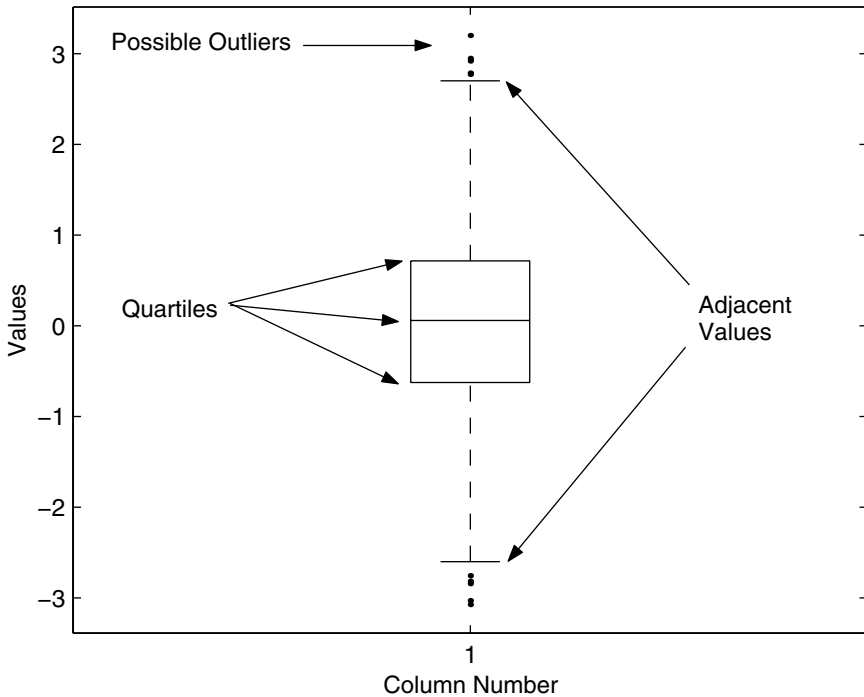 Possible Outliers
3
2
1
Quartiles
Adjacent
Values
0
−1
−2
−3
Values
1
Column Number